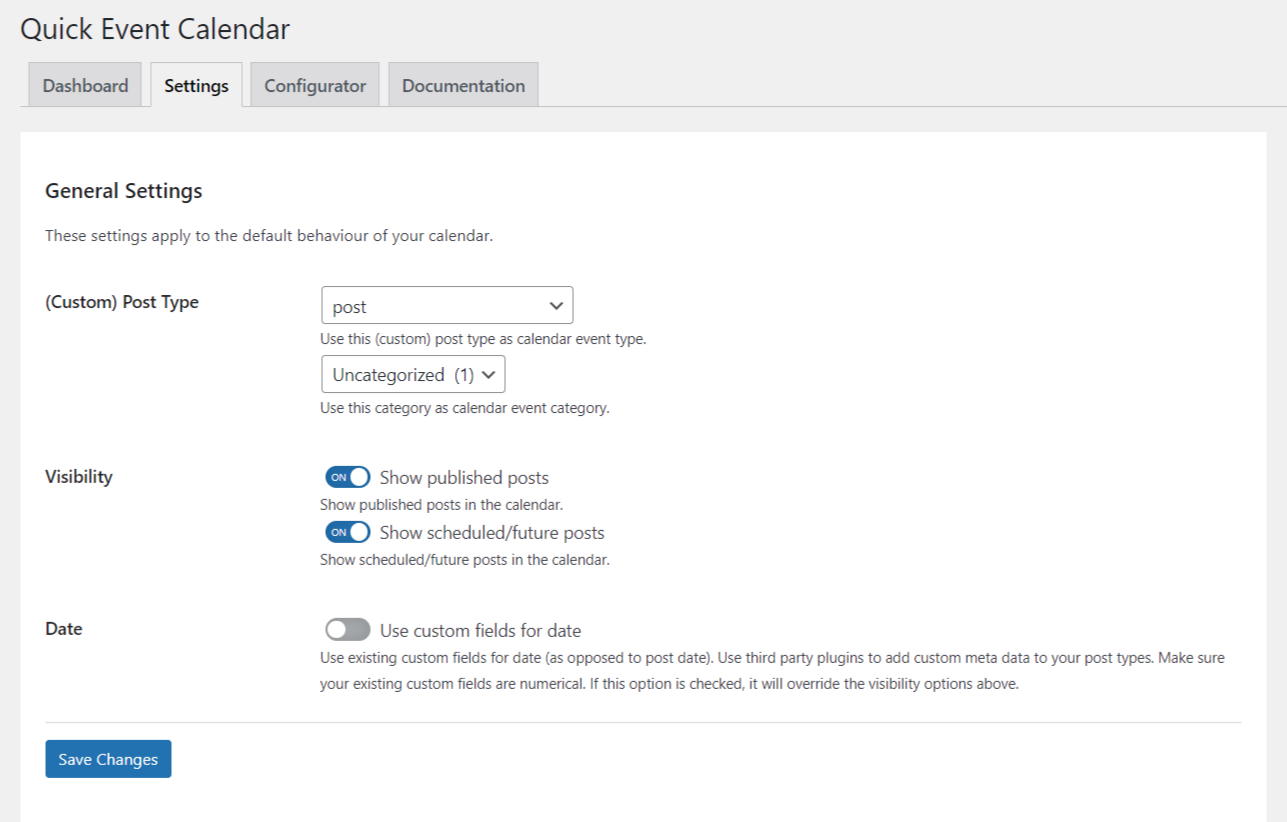 Quick Event Calendar
Dashboard Settings Configurator Documentation
General Settings
These settings apply to the default behaviour of your calendar.
(Custom) Post Type
post
Use this (custom) post type as calendar event type.
Uncategorized (1)
Use this category as calendar event category.
Visibility
ON Show published posts
Show published posts in the calendar.
ON Show scheduled/future posts
Show scheduled/future posts in the calendar.
Date
Use custom fields for date
Use existing custom fields for date (as opposed to post date). Use third party plugins to add custom meta data to your post types. Make sure
your existing custom fields are numerical. If this option is checked, it will override the visibility options above.
Save Changes